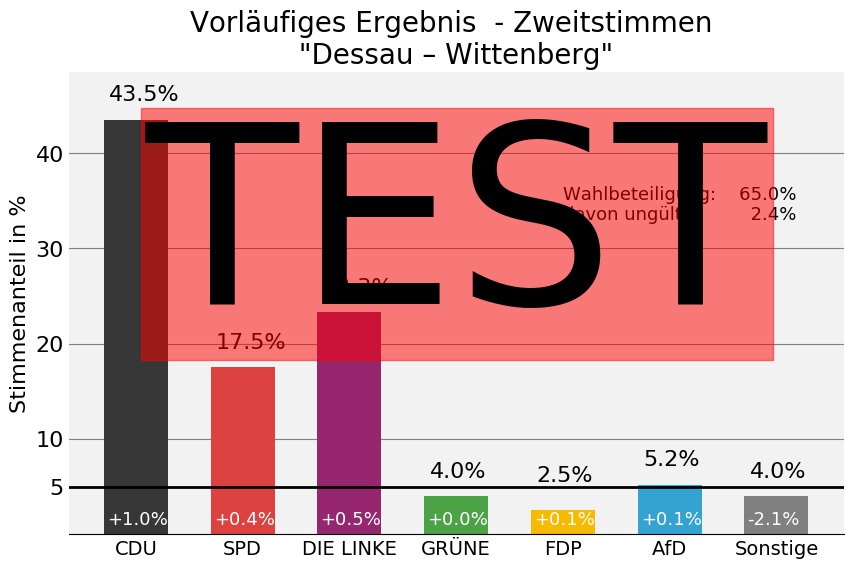 Vorläufiges Ergebnis - Zweitstimmen
"Dessau – Wittenberg"
43.5%
TEST
40
Wahlbeteiligung: 65.0%
davon ungültig: 2.4%
Stimmenanteil in %
30
17.5%
20
10
4.0%
2.5%
5.2%
4.0%
5
+1.0%
+0.4%
+0.5%
+0.0%
+0.1%
+0.1%
-2.1%
CDU
SPD
DIE LINKE
GRÜNE
FDP
AfD
Sonstige